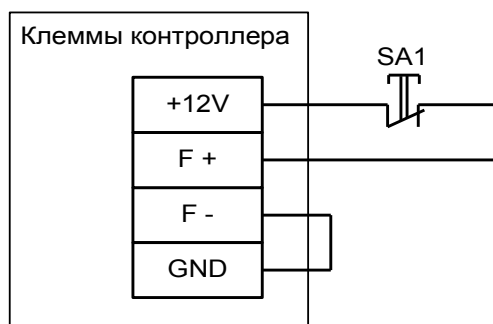 Клеммы контроллера
SA1
+12V
F +
F -
GND